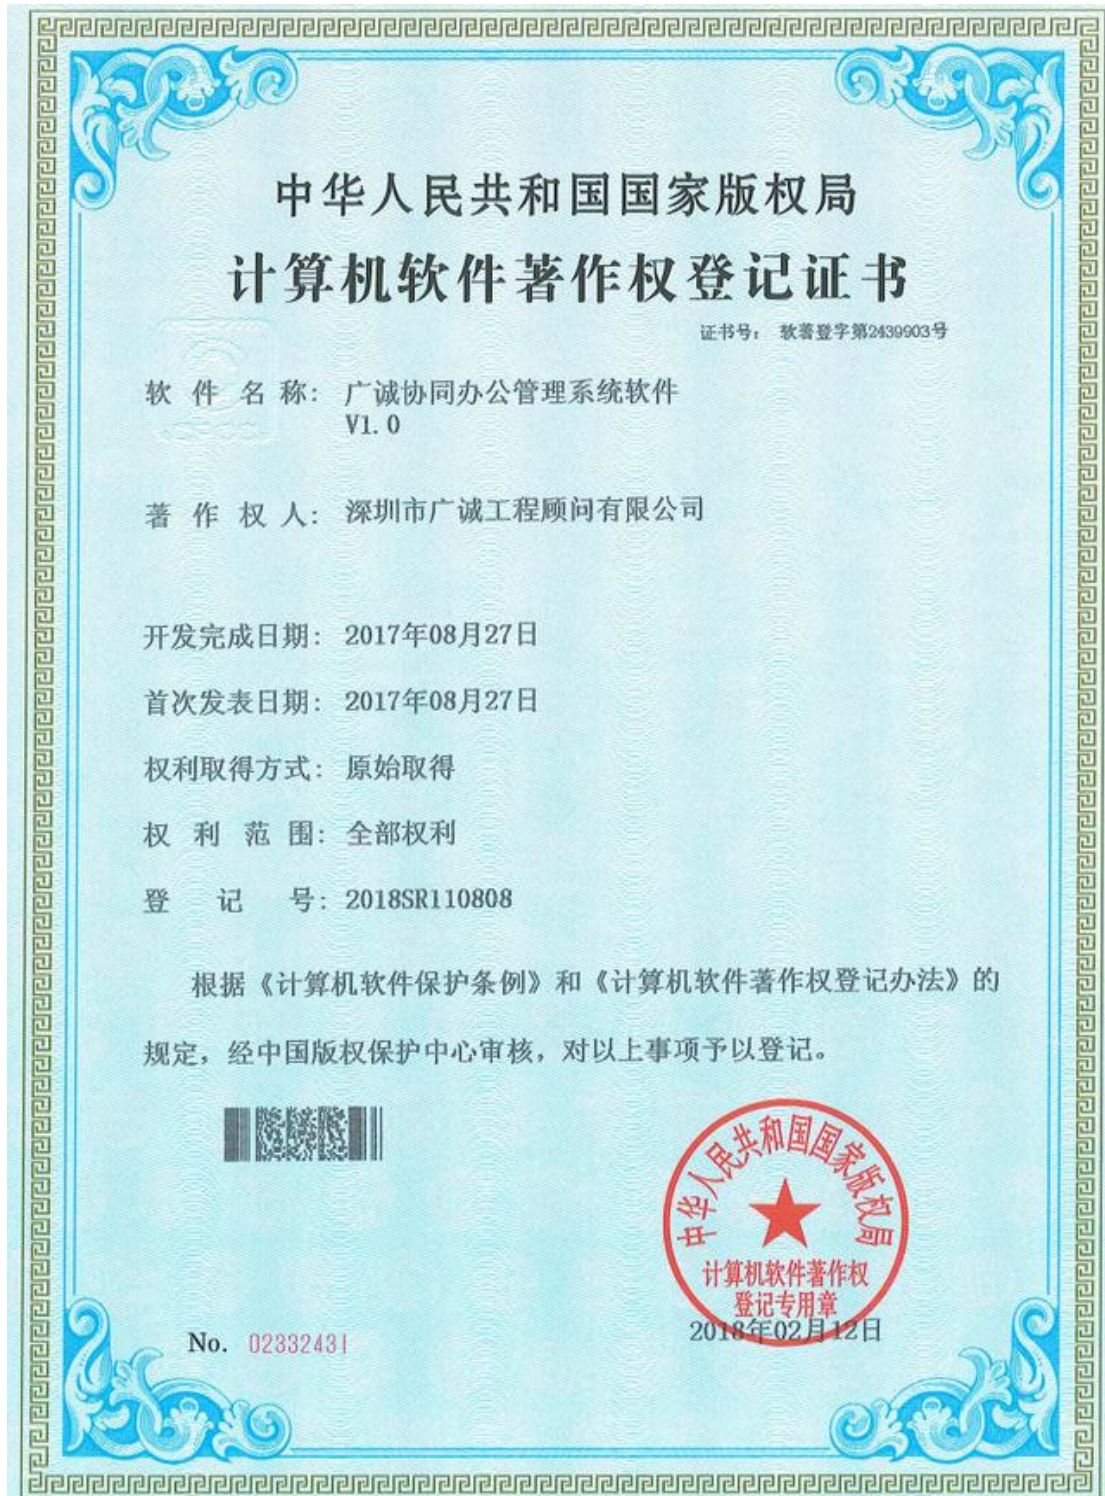 中华人民共和国国家版权局
计算机软件著作权登记证书
证书号： 软著登字第2439903号
软件名称： 广诚协同办公管理系统软件
V1.0
著作权人： 深圳市广诚工程顾问有限公司
开发完成日期： 2017年08月27日
首次发表日期： 2017年08月27日
权利取得方式： 原始取得
权利范围： 全部权利
登记号： 2018SR110808
根据《计算机软件保护条例》和《计算机软件著作权登记办法》的
规定，经中国版权保护中心审核，对以上事项予以登记。
中华人民共和国国家版权局
计算机软件著作权
登记专用章
2018年02月12日
No. 02332431